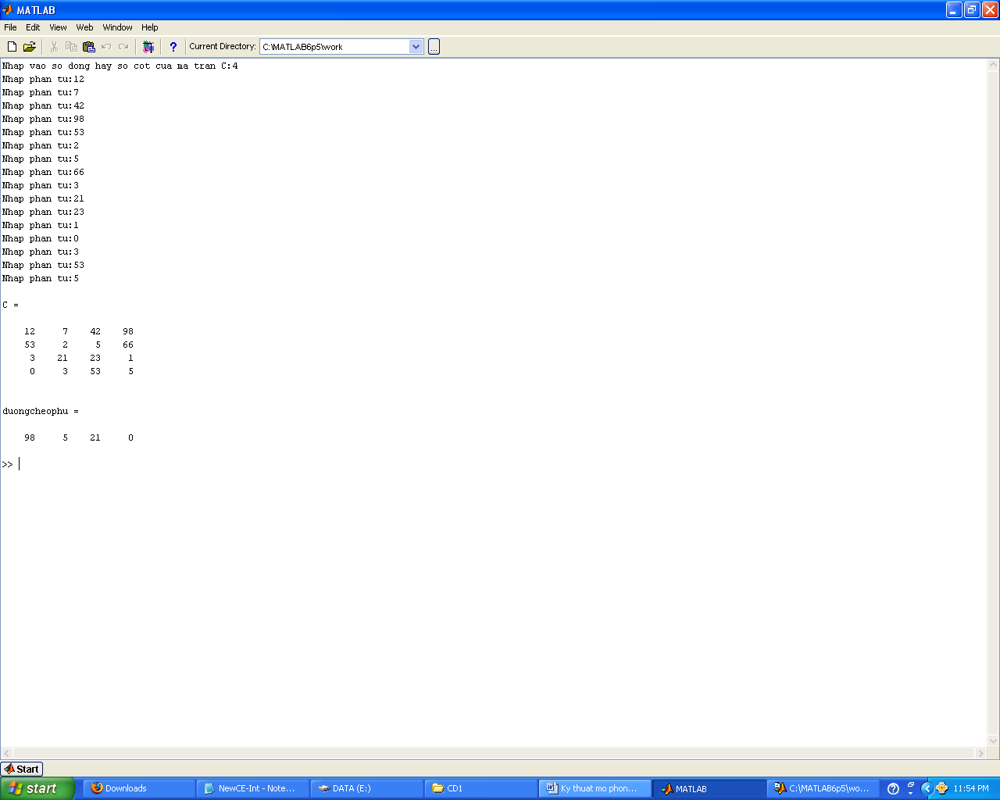 MATLAB
File Edit View Web Window Help
? Current Directory: C:\MATLAB6p5\work ...
Nhap vao so dong hay so cot cua ma tran C:4
Nhap phan tu:12
Nhap phan tu:7
Nhap phan tu:42
Nhap phan tu:98
Nhap phan tu:53
Nhap phan tu:2
Nhap phan tu:5
Nhap phan tu:66
Nhap phan tu:3
Nhap phan tu:21
Nhap phan tu:23
Nhap phan tu:1
Nhap phan tu:0
Nhap phan tu:3
Nhap phan tu:53
Nhap phan tu:5
C =
12 7 42 98
53 2 5 66
3 21 23 1
0 3 53 5
duongcheophu =
98 5 21 0
>>
Start
start Downloads NewCE-Int - Note... DATA (E:) CD1 Ky thuat mo phon... MATLAB C:\MATLAB6p5\wo... ? 11:54 PM